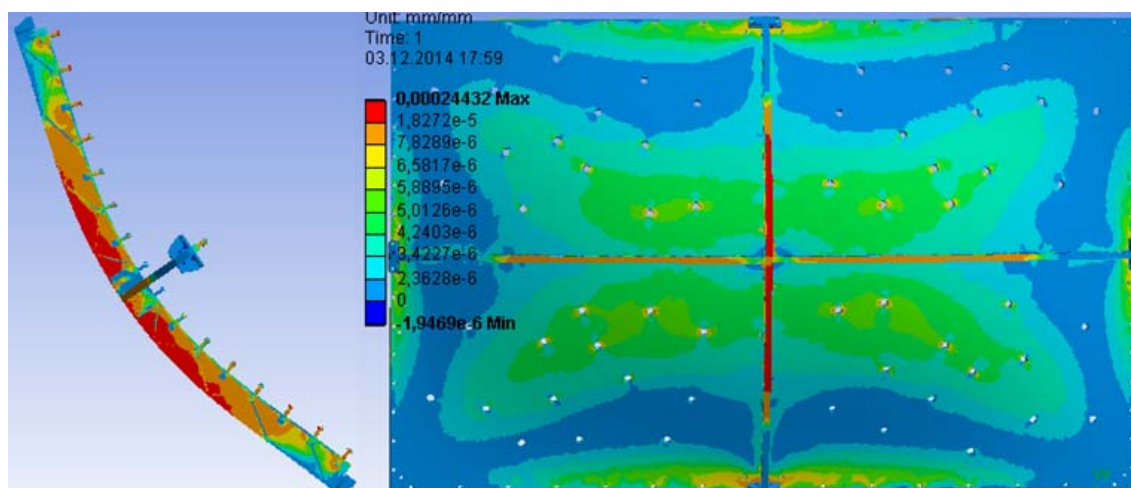 Unit: mm/mm
Time: 1
03.12.2014 17:59
0,00024432 Max
1,8272e-5
7,8289e-6
6,5817e-6
5,8895e-6
5,0126e-6
4,2403e-6
3,4227e-6
2,3628e-6
0
-1,9469e-6 Min